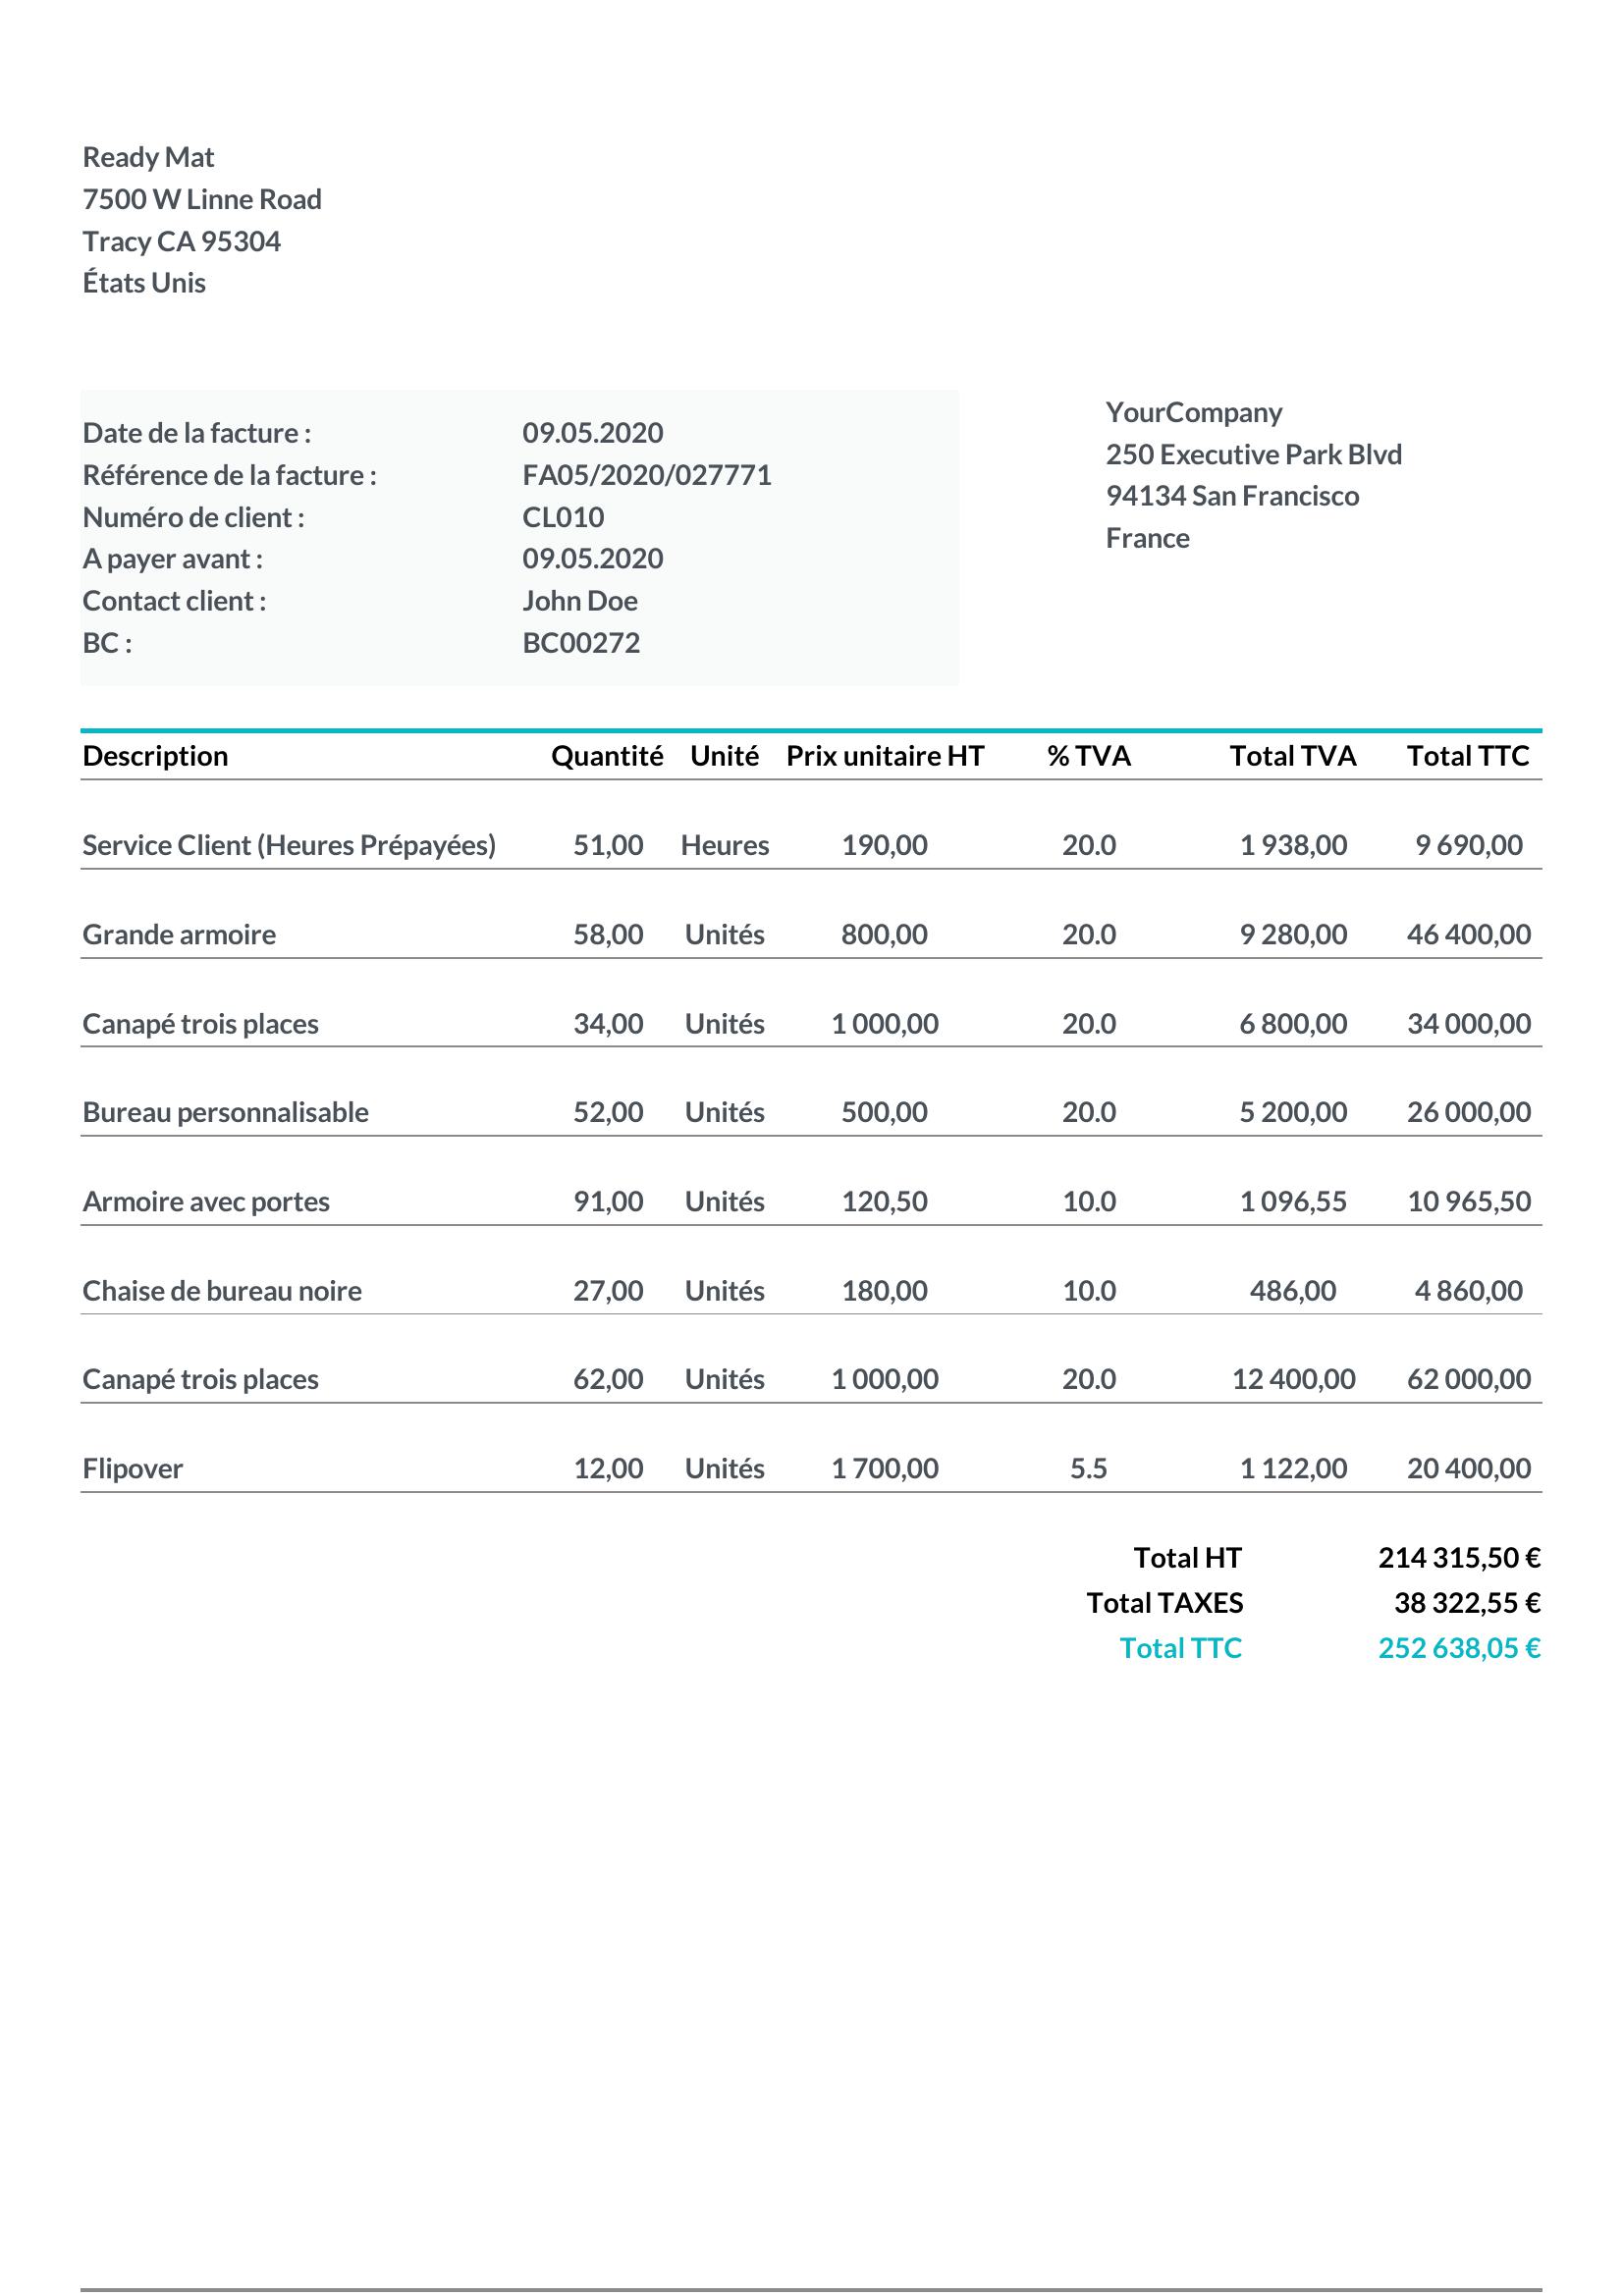 Ready Mat
7500 W Linne Road
Tracy CA 95304
États Unis
Date de la facture : 09.05.2020
Référence de la facture : FA05/2020/027771
Numéro de client : CL010
A payer avant : 09.05.2020
Contact client : John Doe
BC : BC00272
YourCompany
250 Executive Park Blvd
94134 San Francisco
France
Description Quantité Unité Prix unitaire HT % TVA Total TVA Total TTC
Service Client (Heures Prépayées) 51,00 Heures 190,00 20.0 1 938,00 9 690,00
Grande armoire 58,00 Unités 800,00 20.0 9 280,00 46 400,00
Canapé trois places 34,00 Unités 1 000,00 20.0 6 800,00 34 000,00
Bureau personnalisable 52,00 Unités 500,00 20.0 5 200,00 26 000,00
Armoire avec portes 91,00 Unités 120,50 10.0 1 096,55 10 965,50
Chaise de bureau noire 27,00 Unités 180,00 10.0 486,00 4 860,00
Canapé trois places 62,00 Unités 1 000,00 20.0 12 400,00 62 000,00
Flipover 12,00 Unités 1 700,00 5.5 1 122,00 20 400,00
Total HT 214 315,50 €
Total TAXES 38 322,55 €
Total TTC 252 638,05 €